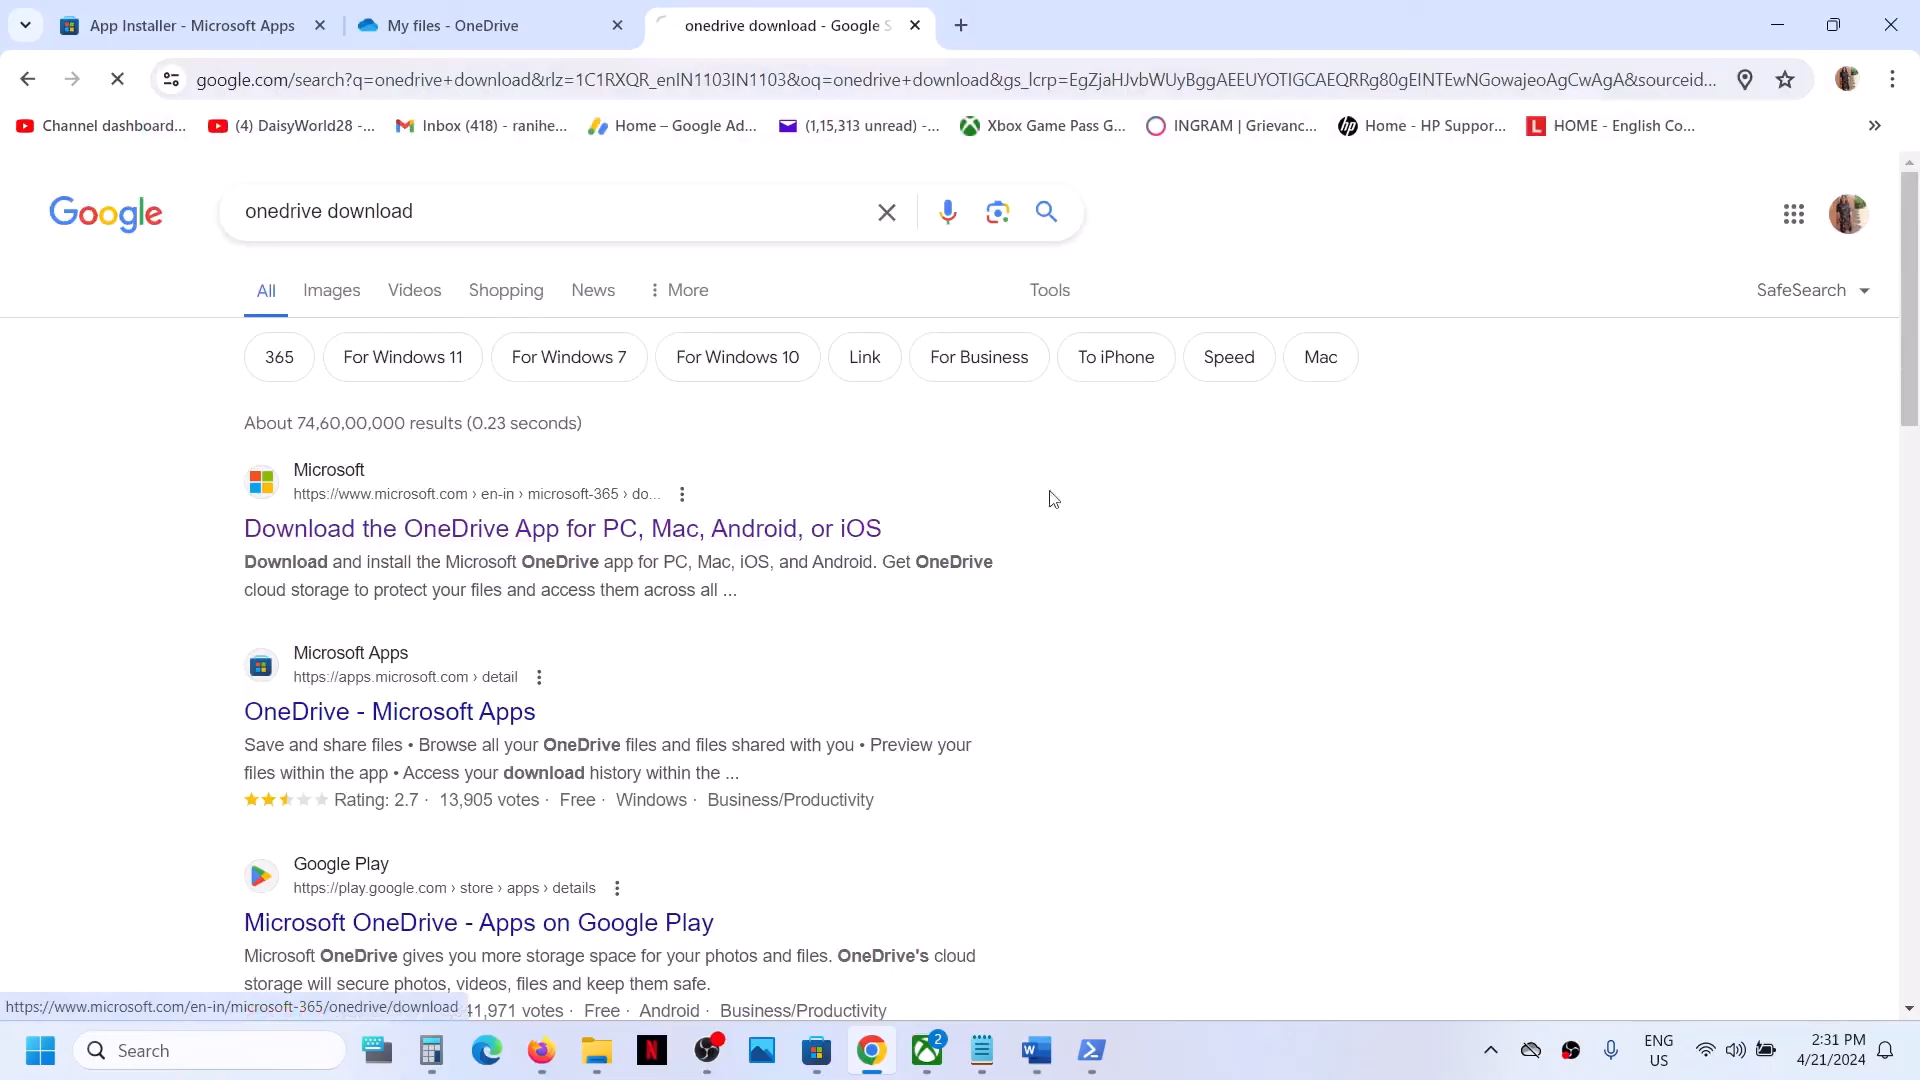 App Installer - Microsoft Apps
My files - OneDrive
onedrive download - Google S
google.com/search?q=onedrive+download&rlz=1C1RXQR_enIN1103IN1103&oq=onedrive+download&gs_lcrp=EgZjaHJvbWUyBggAEEUYOTIGCAEQRRg80gEINTEwNGowajeoAgCwAgA&sourceid...
Channel dashboard...
(4) DaisyWorld28 -...
Inbox (418) - ranihe...
Home – Google Ad...
(1,15,313 unread) -...
Xbox Game Pass G...
INGRAM | Grievanc...
Home - HP Suppor...
HOME - English Co...
Google
onedrive download
All
Images
Videos
Shopping
News
More
Tools
SafeSearch
365
For Windows 11
For Windows 7
For Windows 10
Link
For Business
To iPhone
Speed
Mac
About 74,60,00,000 results (0.23 seconds)
Microsoft
https://www.microsoft.com › en-in › microsoft-365 › do...
Download the OneDrive App for PC, Mac, Android, or iOS
Download and install the Microsoft OneDrive app for PC, Mac, iOS, and Android. Get OneDrive
cloud storage to protect your files and access them across all ...
Microsoft Apps
https://apps.microsoft.com › detail
OneDrive - Microsoft Apps
Save and share files • Browse all your OneDrive files and files shared with you • Preview your
files within the app • Access your download history within the ...
Rating: 2.7 · 13,905 votes · Free · Windows · Business/Productivity
Google Play
https://play.google.com › store › apps › details
Microsoft OneDrive - Apps on Google Play
Microsoft OneDrive gives you more storage space for your photos and files. OneDrive's cloud
storage will secure photos, videos, files and keep them safe.
41,971 votes · Free · Android · Business/Productivity
https://www.microsoft.com/en-in/microsoft-365/onedrive/download
Search
2
ENG
US
2:31 PM
4/21/2024